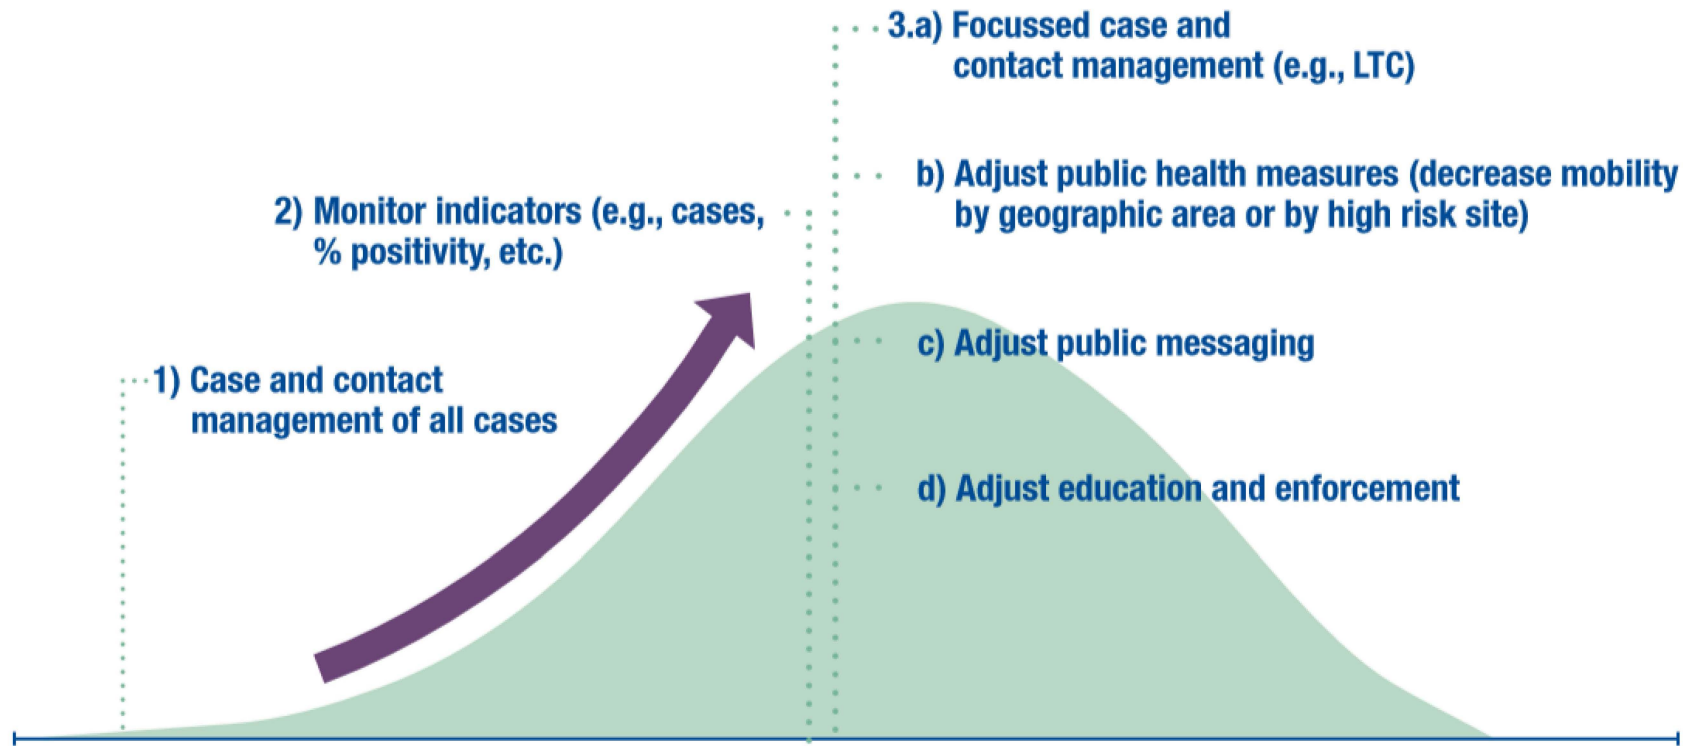 3.a) Focussed case and
contact management (e.g., LTC)
b) Adjust public health measures (decrease mobility
by geographic area or by high risk site)
2) Monitor indicators (e.g., cases,
% positivity, etc.)
c) Adjust public messaging
1) Case and contact
management of all cases
d) Adjust education and enforcement